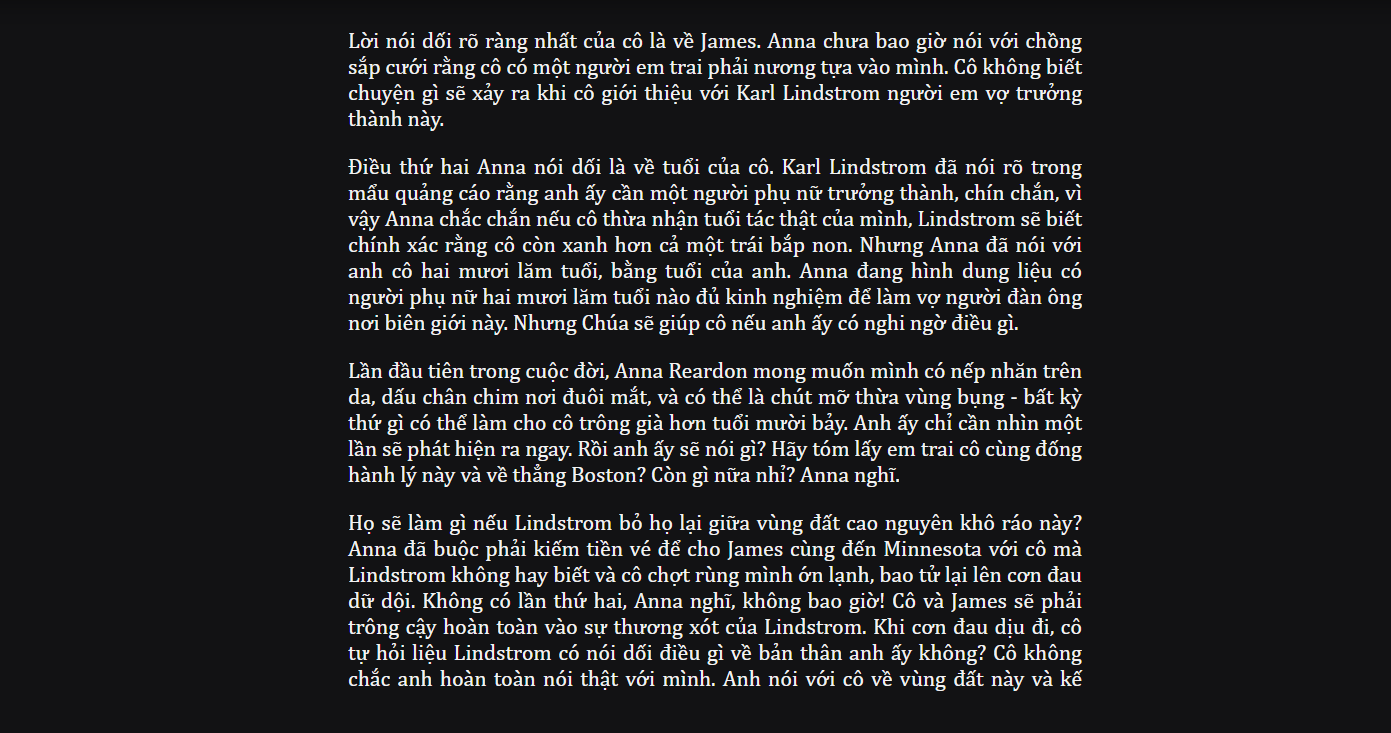 Lời nói dối rõ ràng nhất của cô là về James. Anna chưa bao giờ nói với chồng
sắp cưới rằng cô có một người em trai phải nương tựa vào mình. Cô không biết
chuyện gì sẽ xảy ra khi cô giới thiệu với Karl Lindstrom người em vợ trưởng
thành này.
Điều thứ hai Anna nói dối là về tuổi của cô. Karl Lindstrom đã nói rõ trong
mẩu quảng cáo rằng anh ấy cần một người phụ nữ trưởng thành, chín chắn, vì
vậy Anna chắc chắn nếu cô thừa nhận tuổi tác thật của mình, Lindstrom sẽ biết
chính xác rằng cô còn xanh hơn cả một trái bắp non. Nhưng Anna đã nói với
anh cô hai mươi lăm tuổi, bằng tuổi của anh. Anna đang hình dung liệu có
người phụ nữ hai mươi lăm tuổi nào đủ kinh nghiệm để làm vợ người đàn ông
nơi biên giới này. Nhưng Chúa sẽ giúp cô nếu anh ấy có nghi ngờ điều gì.
Lần đầu tiên trong cuộc đời, Anna Reardon mong muốn mình có nếp nhăn trên
da, dấu chân chim nơi đuôi mắt, và có thể là chút mỡ thừa vùng bụng - bất kỳ
thứ gì có thể làm cho cô trông già hơn tuổi mười bảy. Anh ấy chỉ cần nhìn một
lần sẽ phát hiện ra ngay. Rồi anh ấy sẽ nói gì? Hãy tóm lấy em trai cô cùng đống
hành lý này và về thẳng Boston? Còn gì nữa nhỉ? Anna nghĩ.
Họ sẽ làm gì nếu Lindstrom bỏ họ lại giữa vùng đất cao nguyên khô ráo này?
Anna đã buộc phải kiếm tiền vé để cho James cùng đến Minnesota với cô mà
Lindstrom không hay biết và cô chợt rùng mình ớn lạnh, bao tử lại lên cơn đau
dữ dội. Không có lần thứ hai, Anna nghĩ, không bao giờ! Cô và James sẽ phải
trông cậy hoàn toàn vào sự thương xót của Lindstrom. Khi cơn đau dịu đi, cô
tự hỏi liệu Lindstrom có nói dối điều gì về bản thân anh ấy không? Cô không
chắc anh hoàn toàn nói thật với mình. Anh nói với cô về vùng đất này và kế